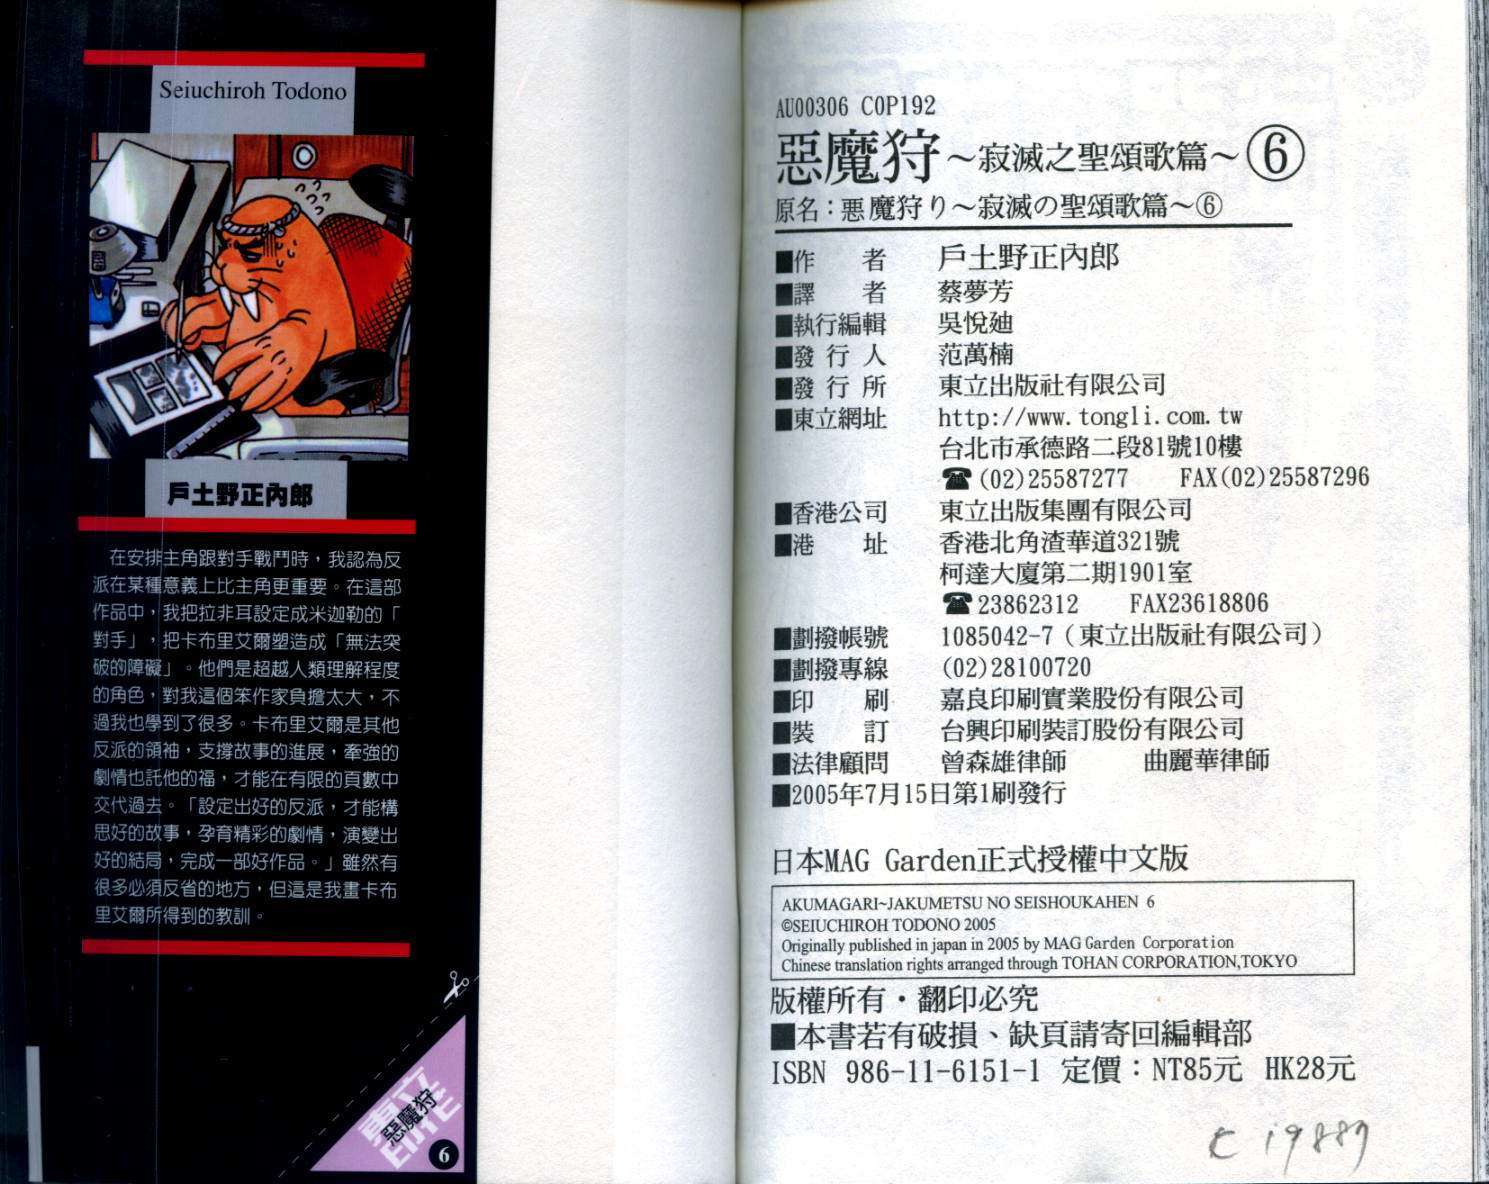 Seiuchiroh Todono
戶土野正內郎
在安排主角跟對手戰鬥時，我認為反
派在某種意義上比主角更重要。在這部
作品中，我把拉非耳設定成米迦勒的「
對手」，把卡布里艾爾塑造成「無法突
破的障礙」。他們是超越人類理解程度
的角色，對我這個笨作家負擔太大，不
過我也學到了很多。卡布里艾爾是其他
反派的領袖，支撐故事的進展，牽強的
劇情也託他的福，才能在有限的頁數中
交代過去。「設定出好的反派，才能構
思好的故事，孕育精彩的劇情，演變出
好的結局，完成一部好作品。」雖然有
很多必須反省的地方，但這是我畫卡布
里艾爾所得到的教訓。
東立
印花
惡魔狩
6
AU00306 COP192
惡魔狩～寂滅之聖頌歌篇～⑥
原名：悪魔狩り～寂滅の聖頌歌篇～⑥
■作　者 戶土野正內郎
■譯　者 蔡夢芳
■執行編輯 吳悅廸
■發行人 范萬楠
■發行所 東立出版社有限公司
■東立網址 http://www.tongli.com.tw
台北市承德路二段81號10樓
☎(02)25587277 FAX(02)25587296
■香港公司 東立出版集團有限公司
■港　址 香港北角渣華道321號
柯達大廈第二期1901室
☎23862312 FAX23618806
■劃撥帳號 1085042-7（東立出版社有限公司）
■劃撥專線 (02)28100720
■印　刷 嘉良印刷實業股份有限公司
■裝　訂 台興印刷裝訂股份有限公司
■法律顧問 曾森雄律師 曲麗華律師
■2005年7月15日第1刷發行
日本MAG Garden正式授權中文版
AKUMAGARI~JAKUMETSU NO SEISHOUKAHEN 6
©SEIUCHIROH TODONO 2005
Originally published in japan in 2005 by MAG Garden Corporation
Chinese translation rights arranged through TOHAN CORPORATION,TOKYO
版權所有・翻印必究
■本書若有破損、缺頁請寄回編輯部
ISBN 986-11-6151-1 定價：NT85元 HK28元